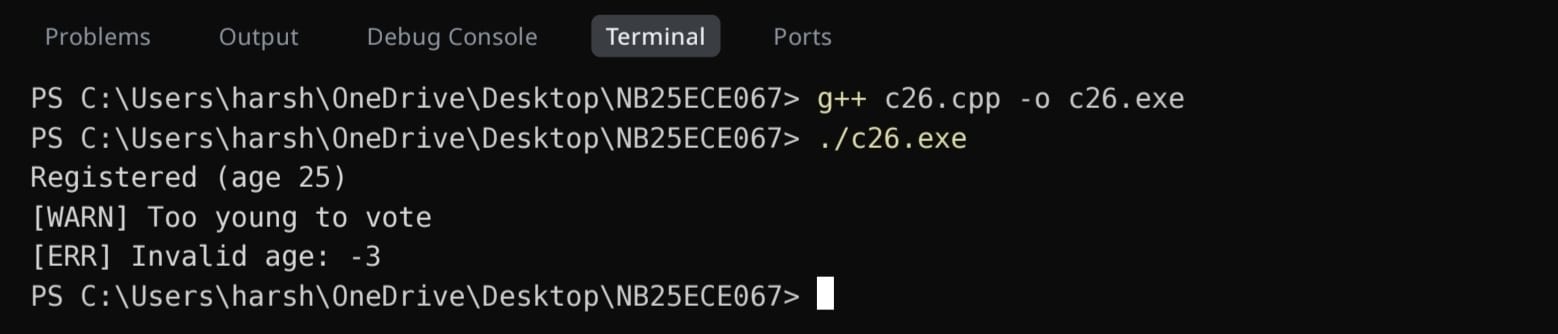 Problems Output Debug Console Terminal Ports
PS C:\Users\harsh\OneDrive\Desktop\NB25ECE067> g++ c26.cpp -o c26.exe
PS C:\Users\harsh\OneDrive\Desktop\NB25ECE067> ./c26.exe
Registered (age 25)
[WARN] Too young to vote
[ERR] Invalid age: -3
PS C:\Users\harsh\OneDrive\Desktop\NB25ECE067>